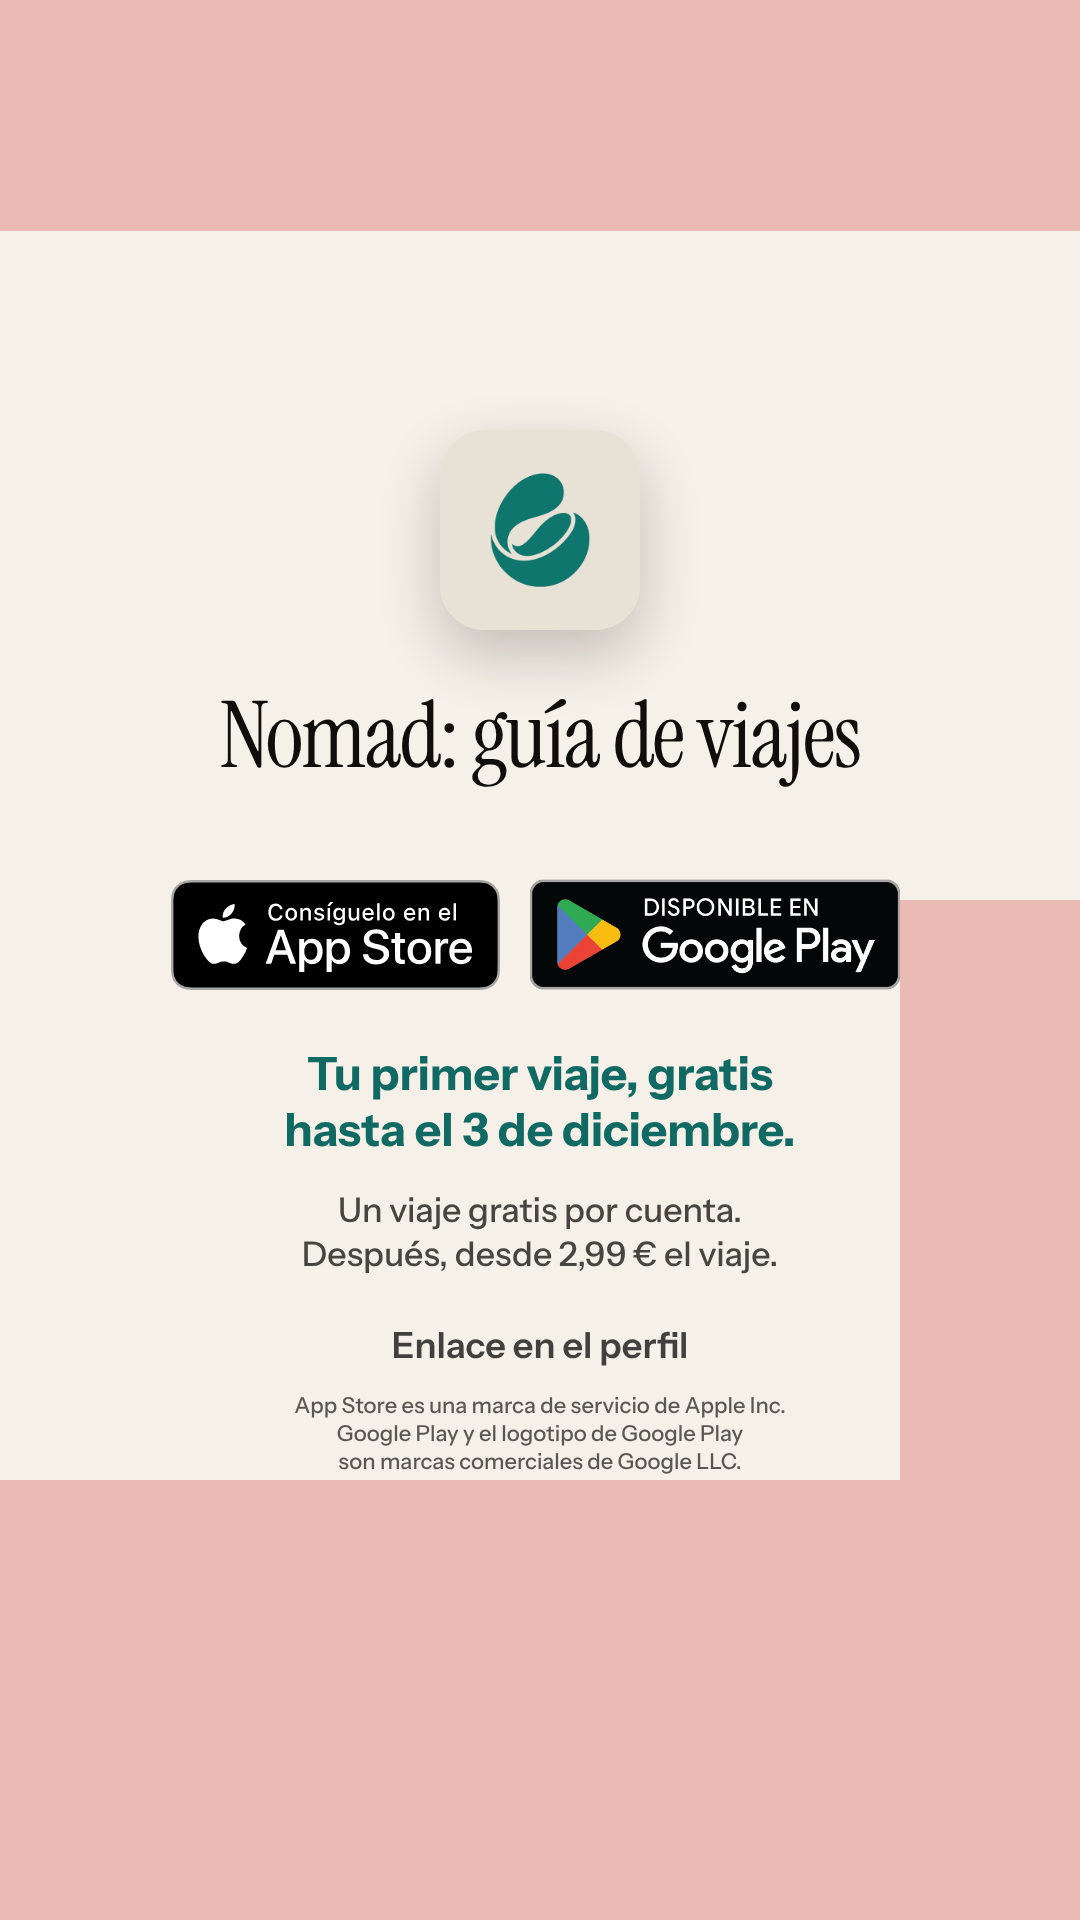 Nomad: guía de viajes
Consíguelo en el
App Store
DISPONIBLE EN
Google Play
Tu primer viaje, gratis
hasta el 3 de diciembre.
Un viaje gratis por cuenta.
Después, desde 2,99 € el viaje.
Enlace en el perfil
App Store es una marca de servicio de Apple Inc.
Google Play y el logotipo de Google Play
son marcas comerciales de Google LLC.